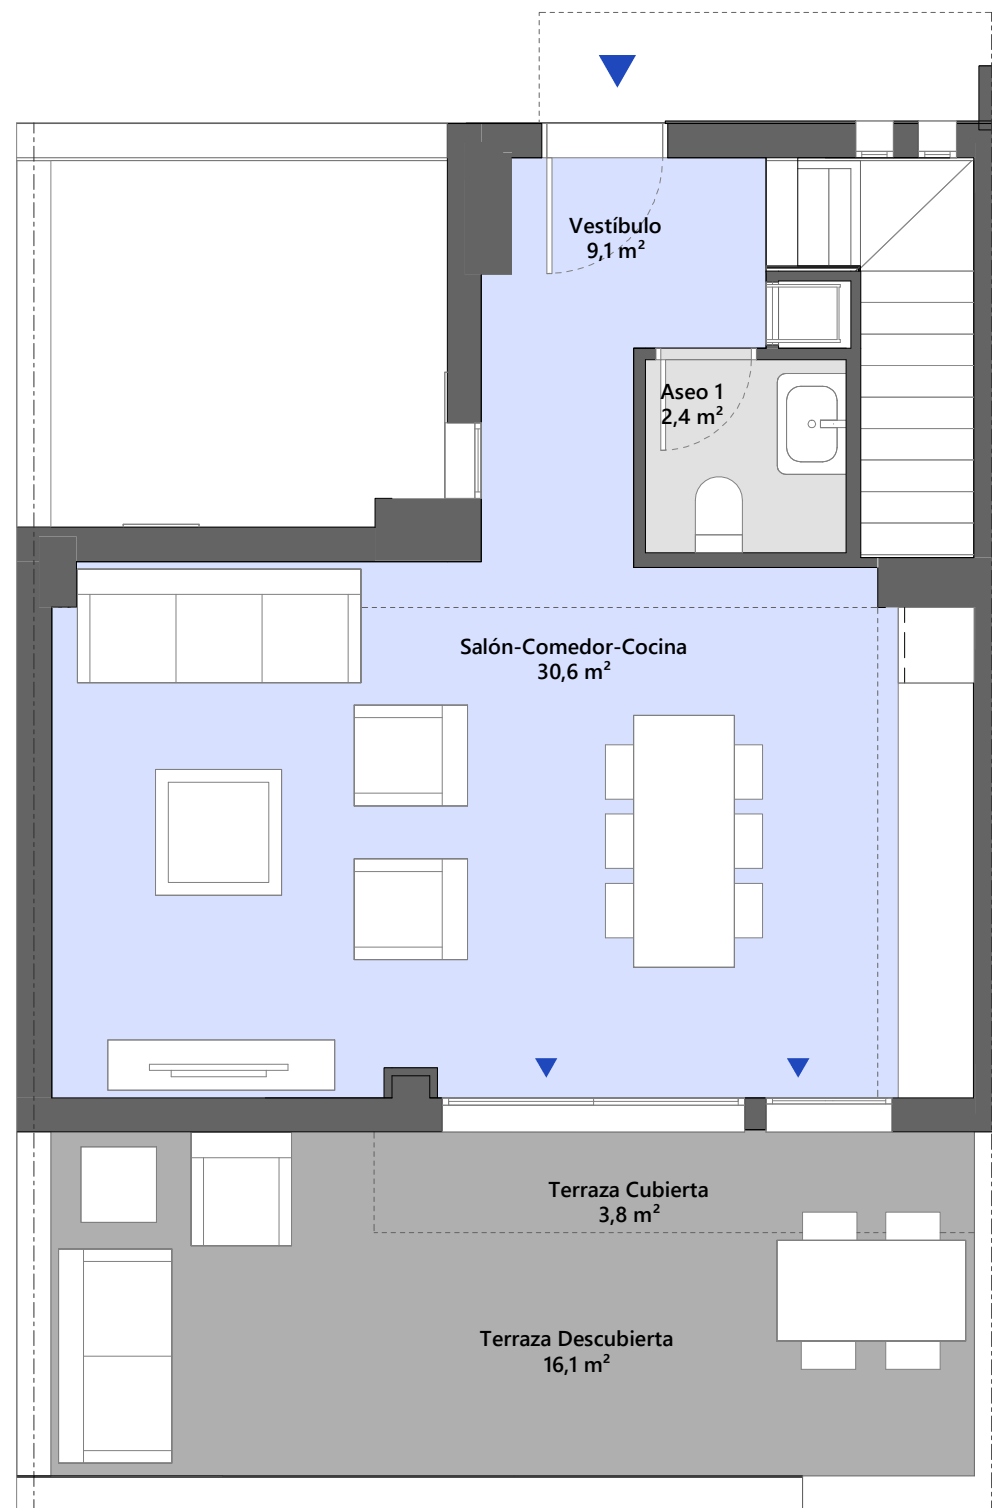 Vestíbulo
9,1 m²
Aseo 1
2,4 m²
Salón-Comedor-Cocina
30,6 m²
Terraza Cubierta
3,8 m²
Terraza Descubierta
16,1 m²